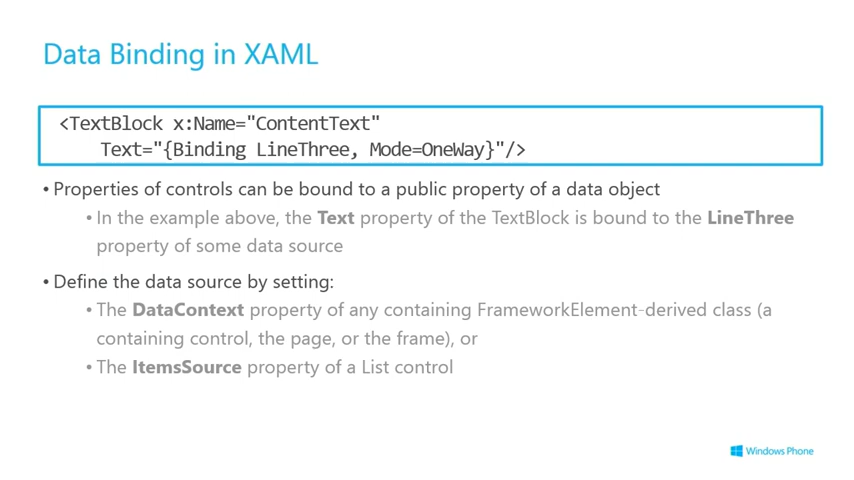 Data Binding in XAML
<TextBlock x:Name="ContentText"
Text="{Binding LineThree, Mode=OneWay}"/>
• Properties of controls can be bound to a public property of a data object
• In the example above, the Text property of the TextBlock is bound to the LineThree
property of some data source
• Define the data source by setting:
• The DataContext property of any containing FrameworkElement-derived class (a
containing control, the page, or the frame), or
• The ItemsSource property of a List control
Windows Phone